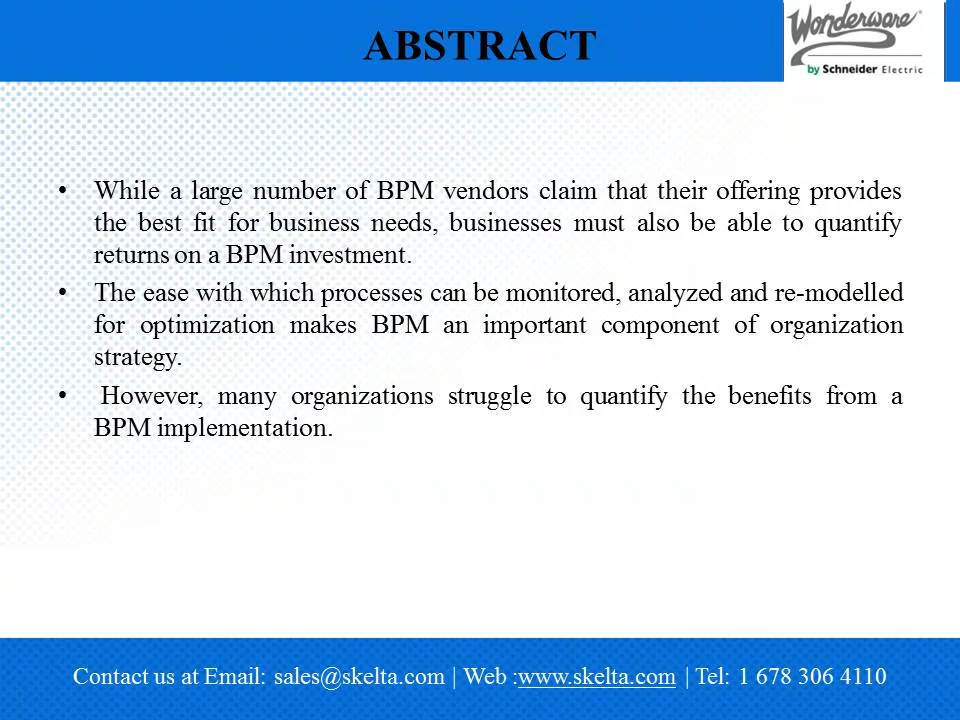 ABSTRACT
Wonderware
by Schneider Electric
• While a large number of BPM vendors claim that their offering provides
the best fit for business needs, businesses must also be able to quantify
returns on a BPM investment.
• The ease with which processes can be monitored, analyzed and re-modelled
for optimization makes BPM an important component of organization
strategy.
• However, many organizations struggle to quantify the benefits from a
BPM implementation.
Contact us at Email: sales@skelta.com | Web :www.skelta.com | Tel: 1 678 306 4110